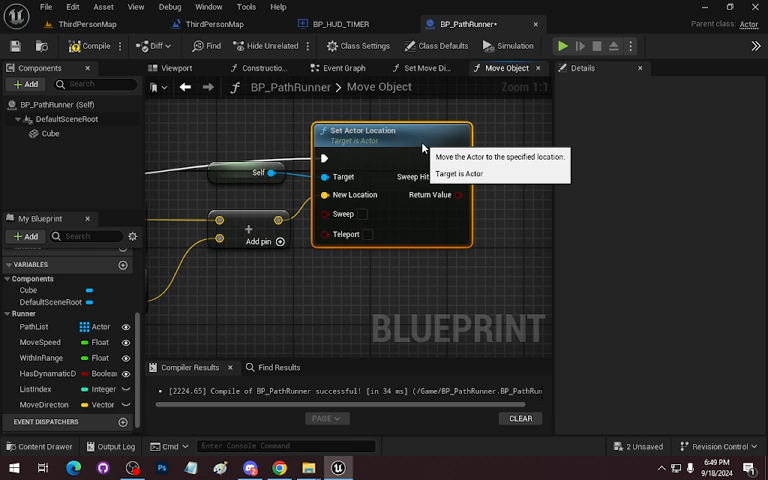 File Edit Asset View Debug Window Tools Help
ThirdPersonMap ThirdPersonMap BP_HUD_TIMER BP_PathRunner• Parent class: Actor
Compile Diff Find Hide Unrelated Class Settings Class Defaults Simulation
Components Viewport Constructio... Event Graph Set Move Di... Move Object Details
+ Add Search
BP_PathRunner > Move Object Zoom 1:1
BP_PathRunner (Self)
DefaultSceneRoot
Cube
Set Actor Location
Target is Actor
Move the Actor to the specified location.
Target is Actor
Self
Target Sweep Hit
New Location Return Value
Sweep
Add pin
Teleport
My Blueprint
+ Add Search
VARIABLES
Components
Cube
DefaultSceneRoot
Runner
PathList Actor
MoveSpeed Float
WithInRange Float
HasDynamicD Boolea
ListIndex Integer
MoveDirecton Vector
EVENT DISPATCHERS
BLUEPRINT
Compiler Results Find Results
[2224.65] Compile of BP_PathRunner successful! [in 34 ms] (/Game/BP_PathRunner.BP_PathRun
PAGE CLEAR
Content Drawer Output Log Cmd Enter Console Command 2 Unsaved Revision Control
6:49 PM
9/18/2024